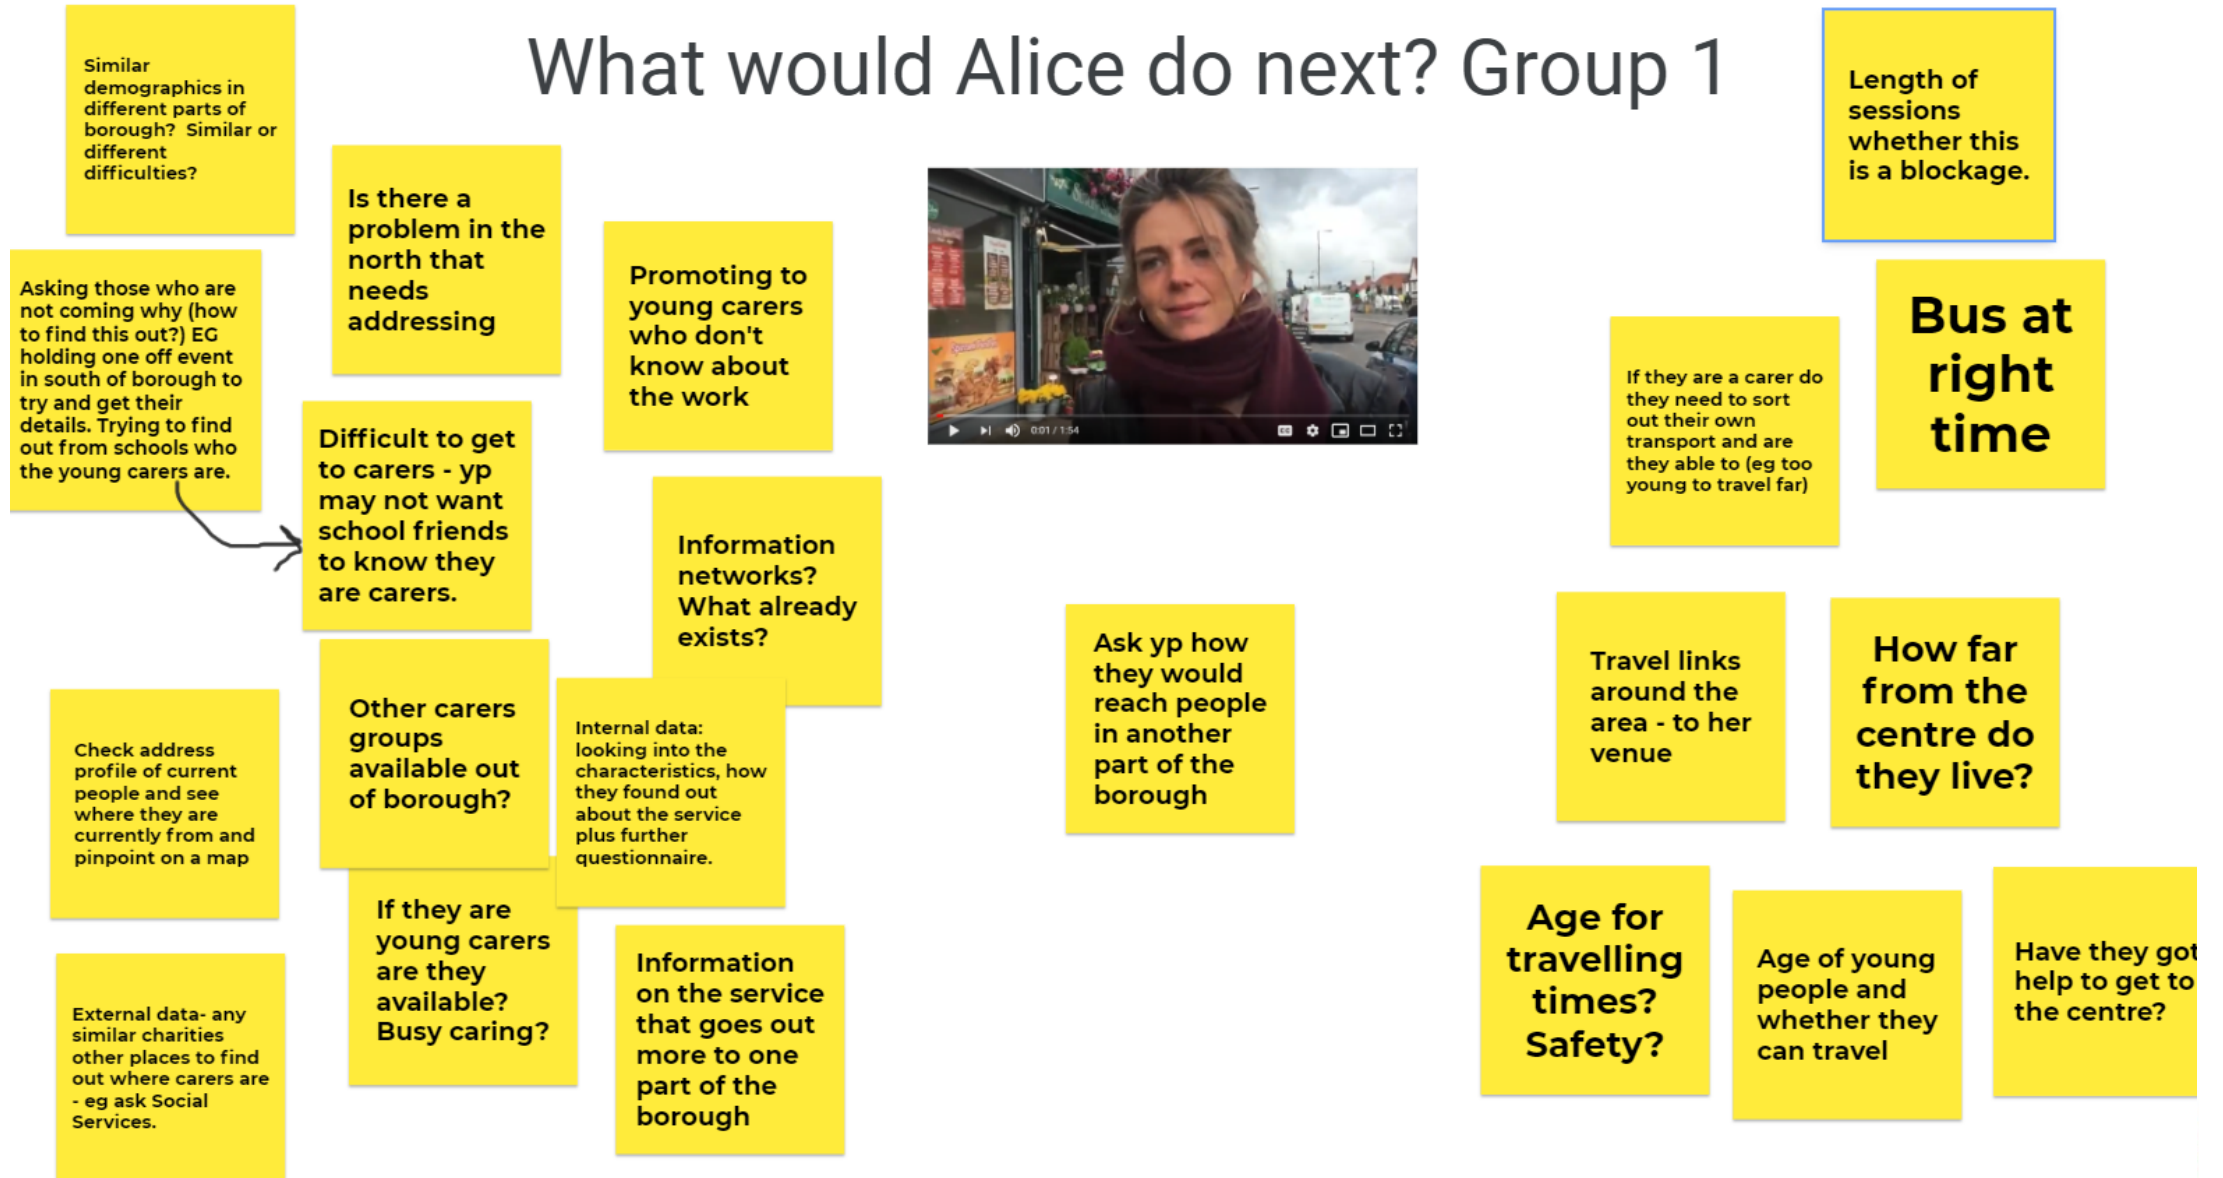 What would Alice do next? Group 1
Similar
demographics in
different parts of
borough?  Similar or
different
difficulties?
Asking those who are
not coming why (how
to find this out?) EG
holding one off event
in south of borough to
try and get their
details. Trying to find
out from schools who
the young carers are.
Is there a
problem in the
north that
needs
addressing
Difficult to get
to carers - yp
may not want
school friends
to know they
are carers.
Promoting to
young carers
who don't
know about
the work
Information
networks?
What already
exists?
Other carers
groups
available out
of borough?
Internal data:
looking into the
characteristics, how
they found out
about the service
plus further
questionnaire.
Check address
profile of current
people and see
where they are
currently from and
pinpoint on a map
If they are
young carers
are they
available?
Busy caring?
Information
on the service
that goes out
more to one
part of the
borough
External data- any
similar charities
other places to find
out where carers are
- eg ask Social
Services.
0:01 / 1:54
Ask yp how
they would
reach people
in another
part of the
borough
Length of
sessions
whether this
is a blockage.
Bus at
right
time
If they are a carer do
they need to sort
out their own
transport and are
they able to (eg too
young to travel far)
Travel links
around the
area - to her
venue
How far
from the
centre do
they live?
Age for
travelling
times?
Safety?
Age of young
people and
whether they
can travel
Have they got
help to get to
the centre?